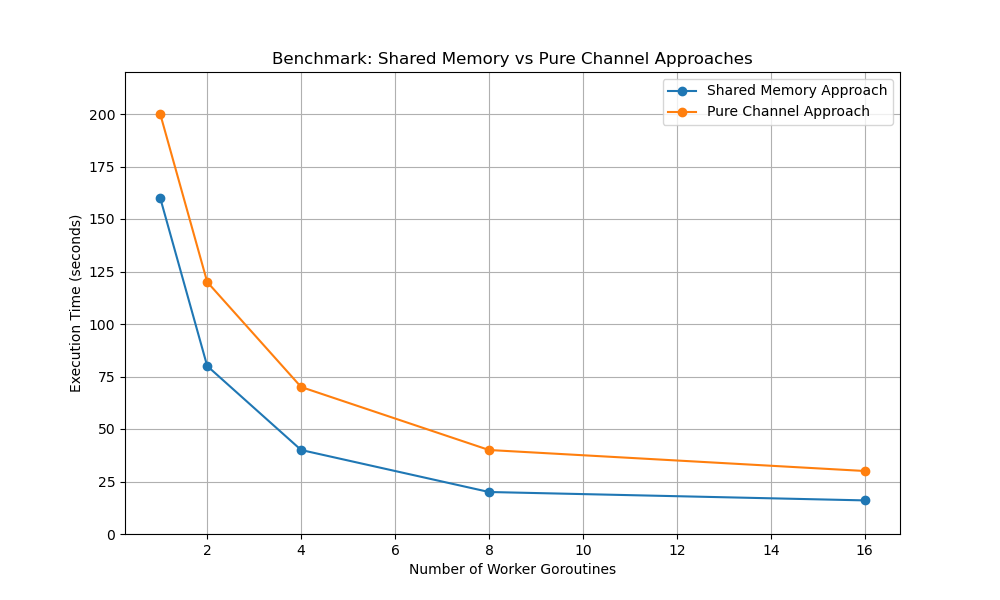 Benchmark: Shared Memory vs Pure Channel Approaches
Shared Memory Approach
Pure Channel Approach
Execution Time (seconds)
200
175
150
125
100
75
50
25
0
2 4 6 8 10 12 14 16
Number of Worker Goroutines